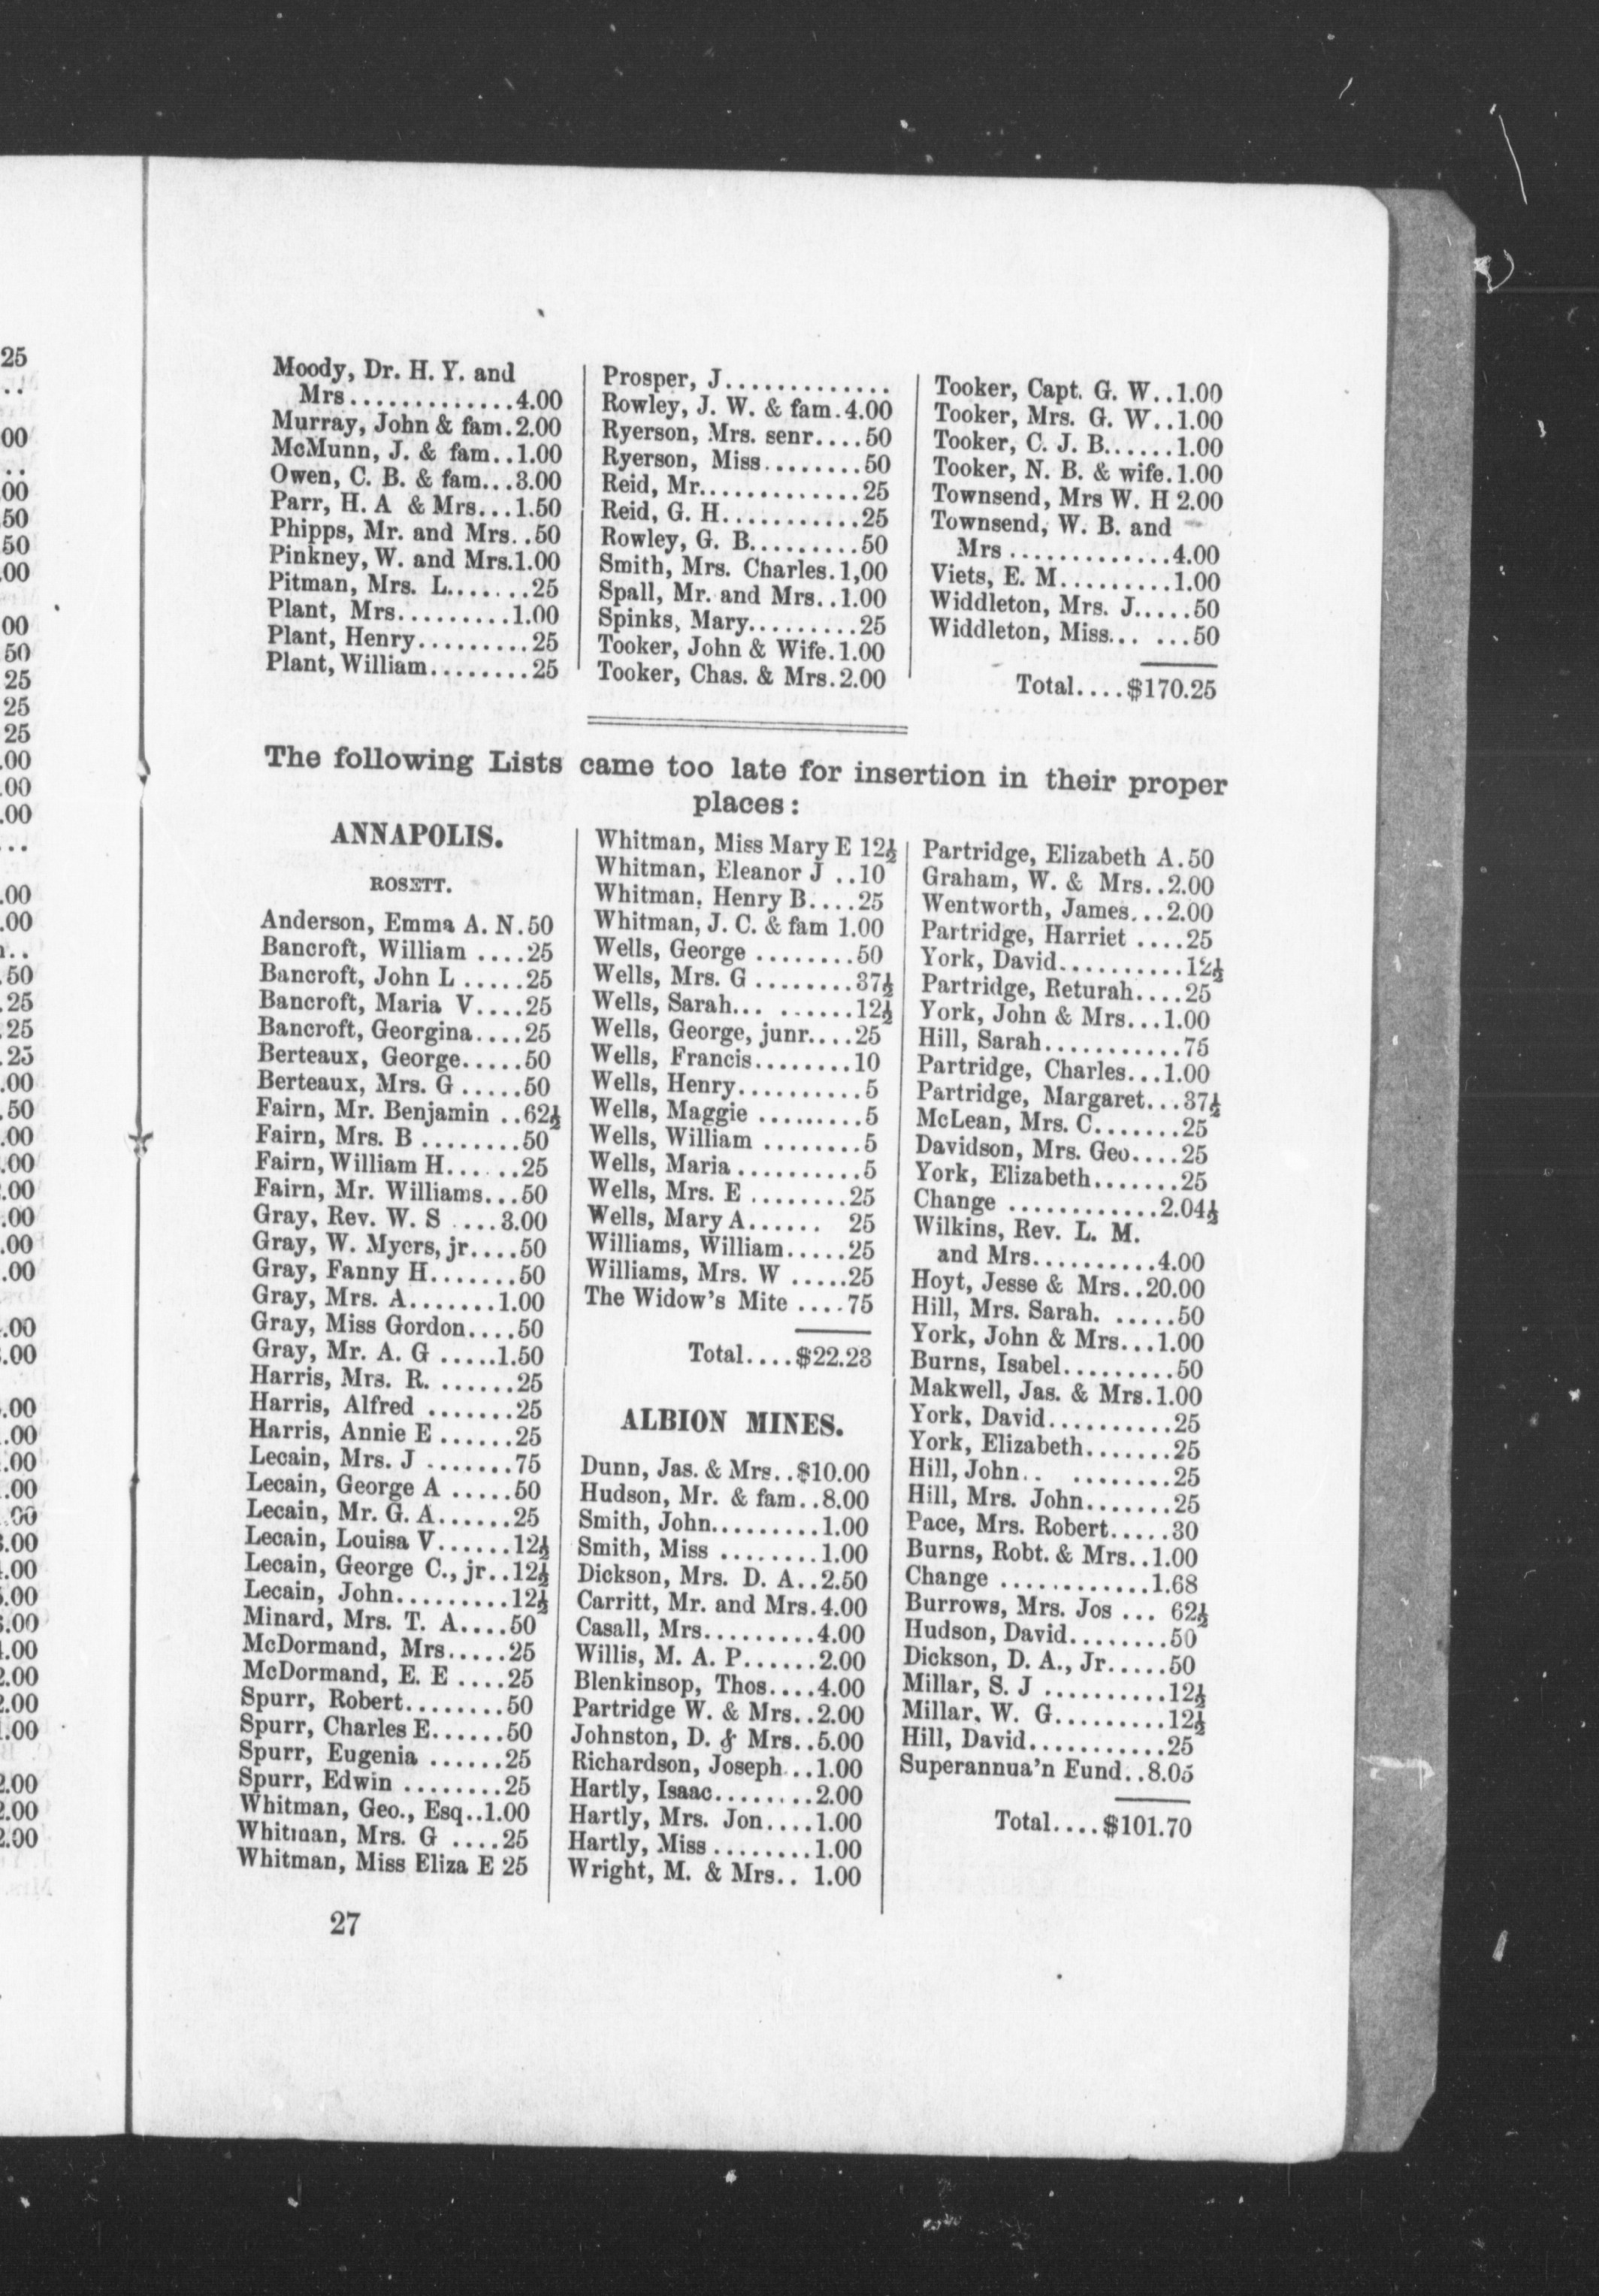 Moody, Dr. H. Y. and
Mrs.............4.00
Murray, John & fam.2.00
McMunn, J. & fam..1.00
Owen, C. B. & fam...3.00
Parr, H. A & Mrs...1.50
Phipps, Mr. and Mrs..50
Pinkney, W. and Mrs.1.00
Pitman, Mrs. L.......25
Plant, Mrs.........1.00
Plant, Henry.........25
Plant, William........25
Prosper, J.............
Rowley, J. W. & fam.4.00
Ryerson, Mrs. senr....50
Ryerson, Miss........50
Reid, Mr.............25
Reid, G. H...........25
Rowley, G. B.........50
Smith, Mrs. Charles.1,00
Spall, Mr. and Mrs..1.00
Spinks, Mary.........25
Tooker, John & Wife.1.00
Tooker, Chas. & Mrs.2.00
Tooker, Capt. G. W..1.00
Tooker, Mrs. G. W..1.00
Tooker, C. J. B......1.00
Tooker, N. B. & wife.1.00
Townsend, Mrs W. H 2.00
Townsend, W. B. and
Mrs.............4.00
Viets, E. M.........1.00
Widdleton, Mrs. J.....50
Widdleton, Miss... ...50
Total....$170.25
The following Lists came too late for insertion in their proper
places:
ANNAPOLIS.
ROSETT.
Anderson, Emma A. N.50
Bancroft, William ....25
Bancroft, John L ......25
Bancroft, Maria V....25
Bancroft, Georgina....25
Berteaux, George.....50
Berteaux, Mrs. G .....50
Fairn, Mr. Benjamin ..62½
Fairn, Mrs. B ........50
Fairn, William H......25
Fairn, Mr. Williams...50
Gray, Rev. W. S ....3.00
Gray, W. Myers, jr....50
Gray, Fanny H.......50
Gray, Mrs. A.......1.00
Gray, Miss Gordon....50
Gray, Mr. A. G .....1.50
Harris, Mrs. R. .......25
Harris, Alfred .......25
Harris, Annie E ......25
Lecain, Mrs. J .......75
Lecain, George A .....50
Lecain, Mr. G. A......25
Lecain, Louisa V......12½
Lecain, George C., jr..12½
Lecain, John.........12½
Minard, Mrs. T. A....50
McDormand, Mrs.....25
McDormand, E. E ....25
Spurr, Robert........50
Spurr, Charles E......50
Spurr, Eugenia ......25
Spurr, Edwin ........25
Whitman, Geo., Esq..1.00
Whitman, Mrs. G ....25
Whitman, Miss Eliza E 25
Whitman, Miss Mary E 12½
Whitman, Eleanor J ..10
Whitman, Henry B....25
Whitman, J. C. & fam 1.00
Wells, George ........50
Wells, Mrs. G ........37½
Wells, Sarah... ......12½
Wells, George, junr....25
Wells, Francis........10
Wells, Henry..........5
Wells, Maggie .........5
Wells, William ........5
Wells, Maria ..........5
Wells, Mrs. E ........25
Wells, Mary A...... 25
Williams, William.....25
Williams, Mrs. W .....25
The Widow's Mite ....75
Total....$22.23
ALBION MINES.
Dunn, Jas. & Mrs..$10.00
Hudson, Mr. & fam..8.00
Smith, John.........1.00
Smith, Miss ........1.00
Dickson, Mrs. D. A..2.50
Carritt, Mr. and Mrs.4.00
Casall, Mrs.........4.00
Willis, M. A. P......2.00
Blenkinsop, Thos....4.00
Partridge W. & Mrs..2.00
Johnston, D. & Mrs..5.00
Richardson, Joseph...1.00
Hartly, Isaac........2.00
Hartly, Mrs. Jon....1.00
Hartly, Miss ........1.00
Wright, M. & Mrs.. 1.00
Partridge, Elizabeth A.50
Graham, W. & Mrs..2.00
Wentworth, James...2.00
Partridge, Harriet ....25
York, David..........12½
Partridge, Returah....25
York, John & Mrs...1.00
Hill, Sarah...........75
Partridge, Charles...1.00
Partridge, Margaret...37½
McLean, Mrs. C.......25
Davidson, Mrs. Geo....25
York, Elizabeth.......25
Change ............2.04½
Wilkins, Rev. L. M.
and Mrs..........4.00
Hoyt, Jesse & Mrs..20.00
Hill, Mrs. Sarah. .....50
York, John & Mrs...1.00
Burns, Isabel.........50
Makwell, Jas. & Mrs.1.00
York, David..........25
York, Elizabeth.......25
Hill, John.. ........25
Hill, Mrs. John.......25
Pace, Mrs. Robert.....30
Burns, Robt. & Mrs..1.00
Change ............1.68
Burrows, Mrs. Jos ... 62½
Hudson, David........50
Dickson, D. A., Jr.....50
Millar, S. J ..........12½
Millar, W. G.........12½
Hill, David...........25
Superannua'n Fund..8.05
Total....$101.70
27